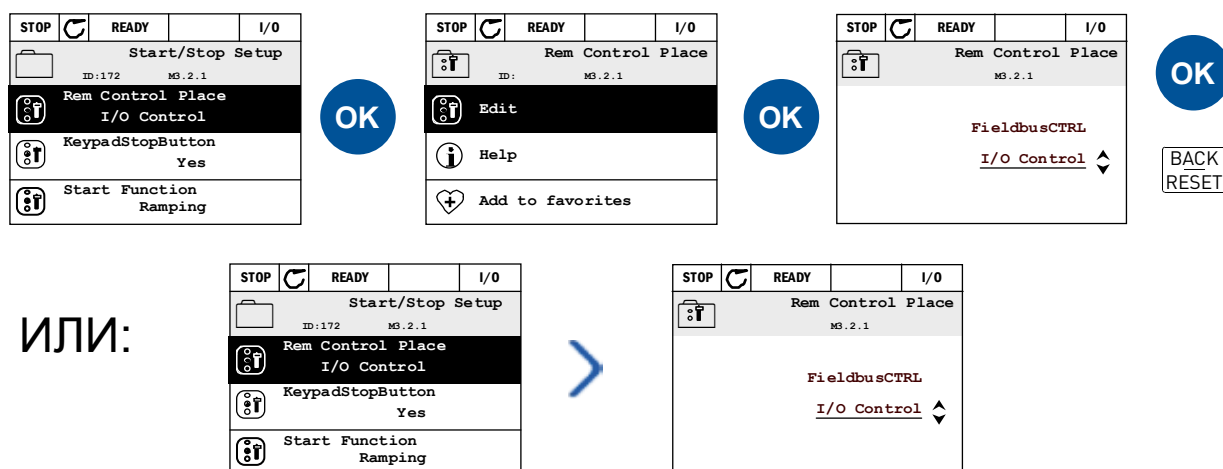 STOP READY I/O
Start/Stop Setup
ID:172 M3.2.1
Rem Control Place
I/O Control
KeypadStopButton
Yes
Start Function
Ramping
OK
STOP READY I/O
Rem Control Place
ID: M3.2.1
Edit
Help
Add to favorites
OK
STOP READY I/O
Rem Control Place
M3.2.1
FieldbusCTRL
I/O Control
OK
BACK
RESET
ИЛИ:
STOP READY I/O
Start/Stop Setup
ID:172 M3.2.1
Rem Control Place
I/O Control
KeypadStopButton
Yes
Start Function
Ramping
STOP READY I/O
Rem Control Place
M3.2.1
FieldbusCTRL
I/O Control